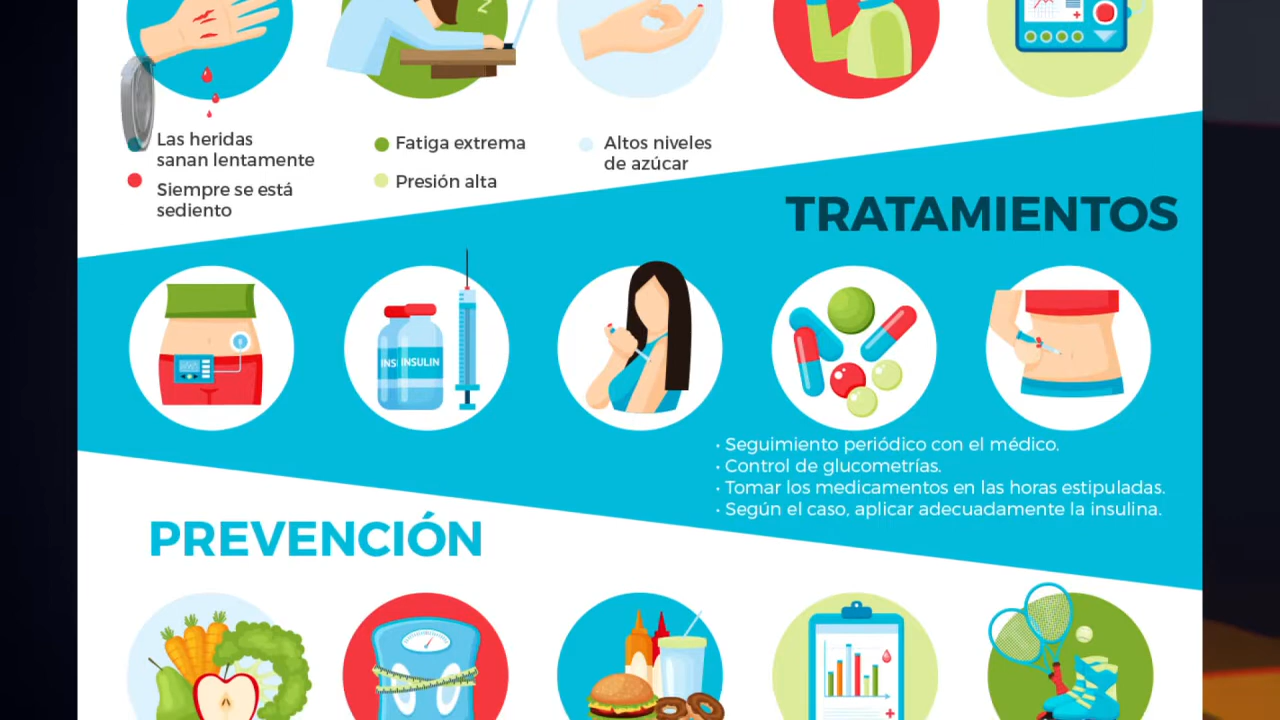 Las heridas
sanan lentamente
Siempre se está
sediento
Fatiga extrema
Presión alta
Altos niveles
de azúcar
TRATAMIENTOS
INSULIN
• Seguimiento periódico con el médico.
• Control de glucometrías.
• Tomar los medicamentos en las horas estipuladas.
• Según el caso, aplicar adecuadamente la insulina.
PREVENCIÓN